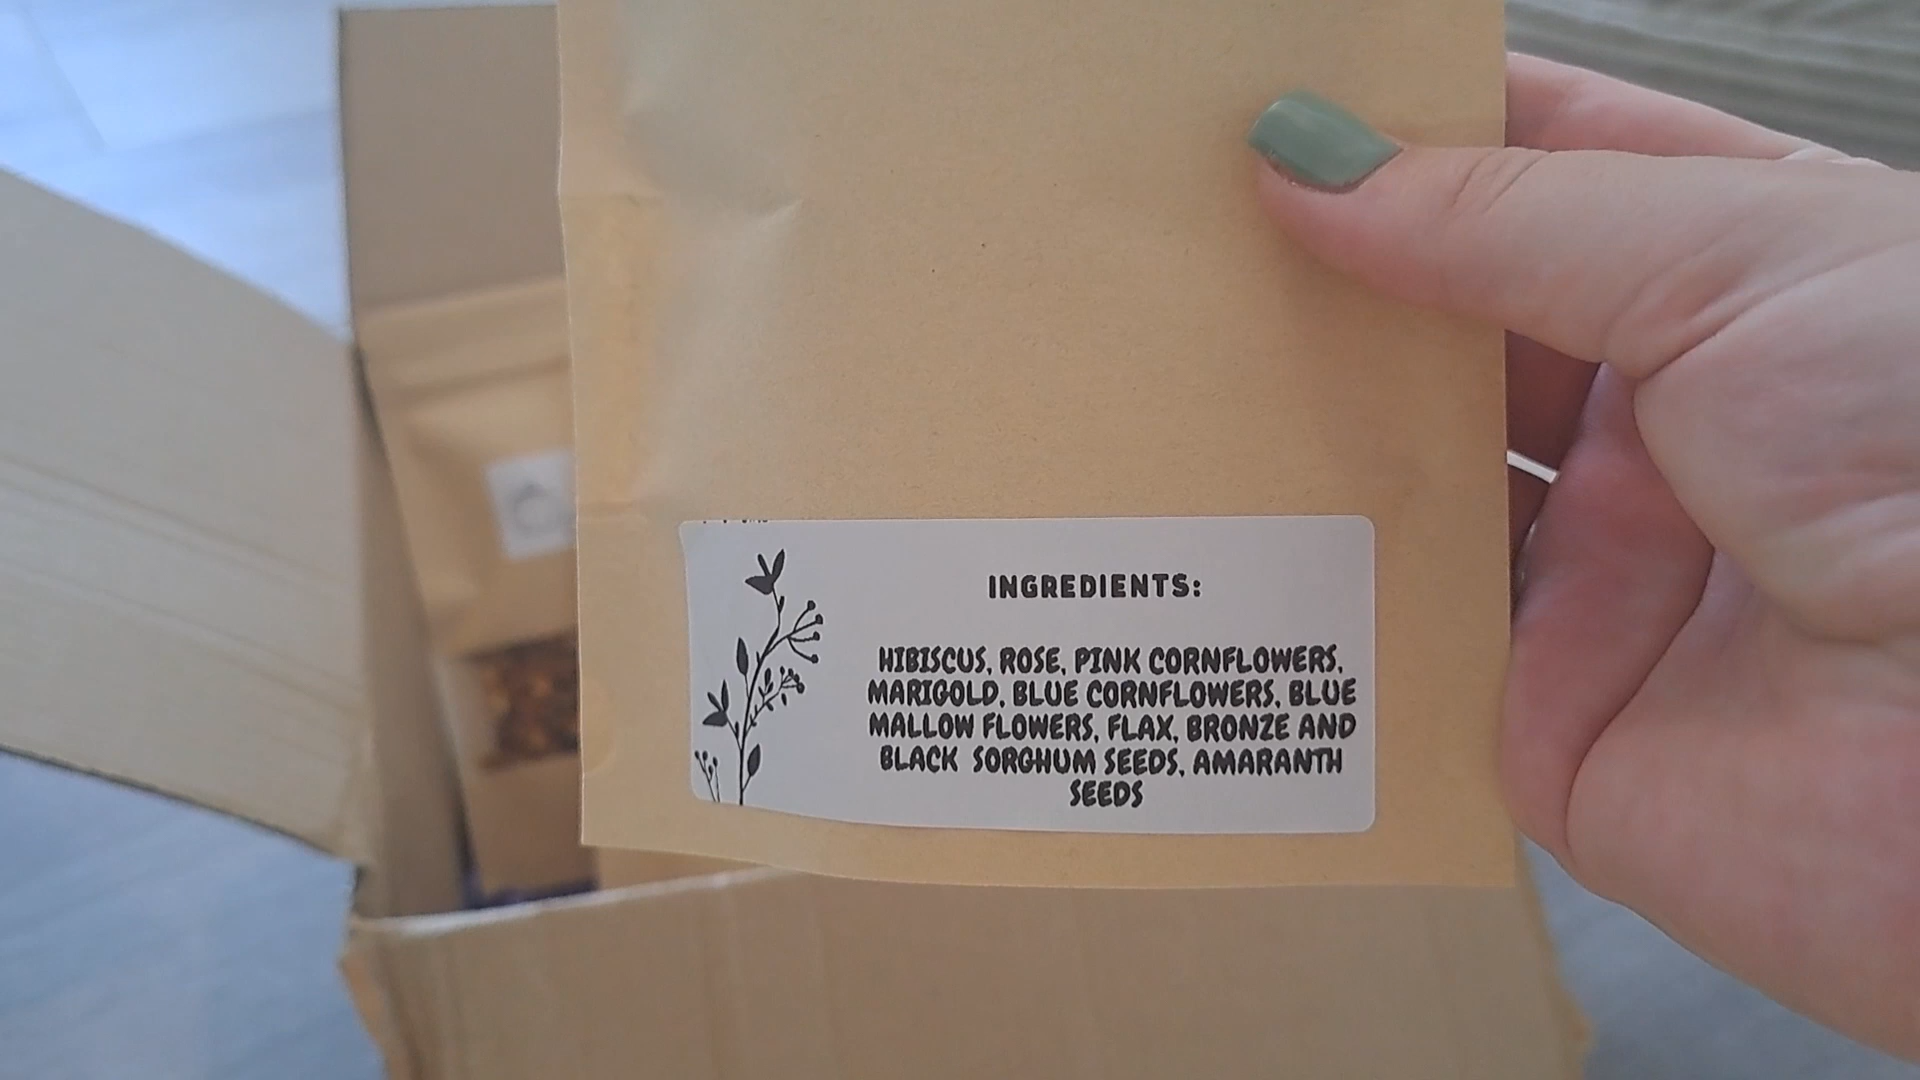 INGREDIENTS:
HIBISCUS, ROSE, PINK CORNFLOWERS,
MARIGOLD, BLUE CORNFLOWERS, BLUE
MALLOW FLOWERS, FLAX, BRONZE AND
BLACK SORGHUM SEEDS, AMARANTH
SEEDS